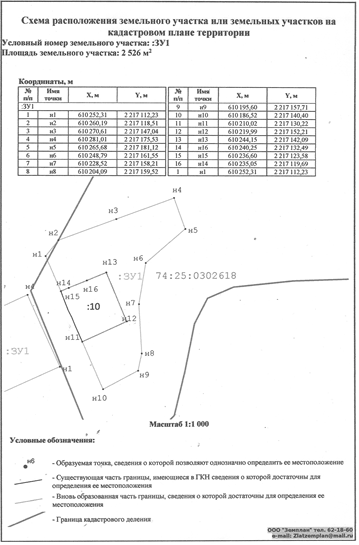 Схема расположения земельного участка или земельных участков на
кадастровом плане территории
Условный номер земельного участка: :ЗУ1
Площадь земельного участка: 2 526 м²
Координаты, м
№ п/п Имя точки X, м Y, м
:ЗУ1
1 н1 610 252,31 2 217 112,23
2 н2 610 260,19 2 217 118,51
3 н3 610 270,61 2 217 147,04
4 н4 610 281,01 2 217 175,53
5 н5 610 265,68 2 217 181,12
6 н6 610 248,79 2 217 161,55
7 н7 610 228,52 2 217 158,21
8 н8 610 204,09 2 217 159,52
9 н9 610 195,60 2 217 157,71
10 н10 610 186,52 2 217 140,40
11 н11 610 210,02 2 217 130,22
12 н12 610 219,99 2 217 152,21
13 н13 610 244,15 2 217 142,09
14 н16 610 240,25 2 217 132,49
15 н15 610 236,60 2 217 123,58
16 н14 610 235,05 2 217 119,69
1 н1 610 252,31 2 217 112,23
н4
н3
н5
н2
н1
н6
н13
:ЗУ1 74:25:0302618
н14
н16
н15
н7
:10
н12
н11
:ЗУ1
н8
н9
н10
Масштаб 1:1 000
Условные обозначения:
н6 - Образуемая точка, сведения о которой позволяют однозначно определить ее местоположение
- Существующая часть границы, имеющиеся в ГКН сведения о которой достаточны для
определения ее местоположения
- Вновь образованная часть границы, сведения о которой достаточны для определения ее
местоположения
- Граница кадастрового деления
ООО "Земплан" тел. 62-18-60
e-mail: Zlatzemplan@mail.ru